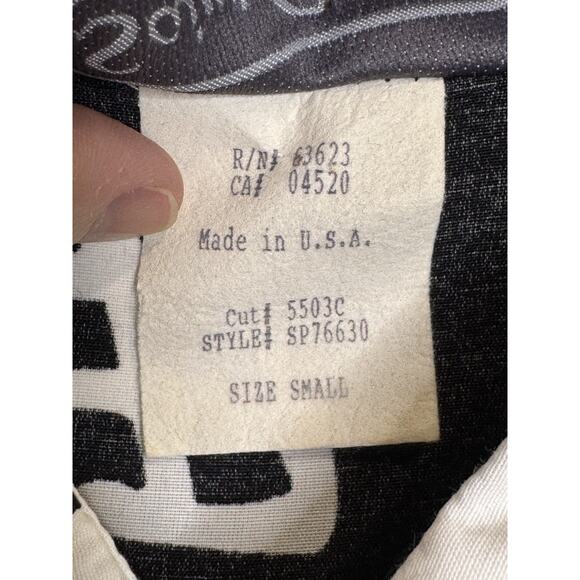 R/N# 63623
CA# 04520
Made in U.S.A.
Cut# 5503C
STYLE# SP76630
SIZE SMALL